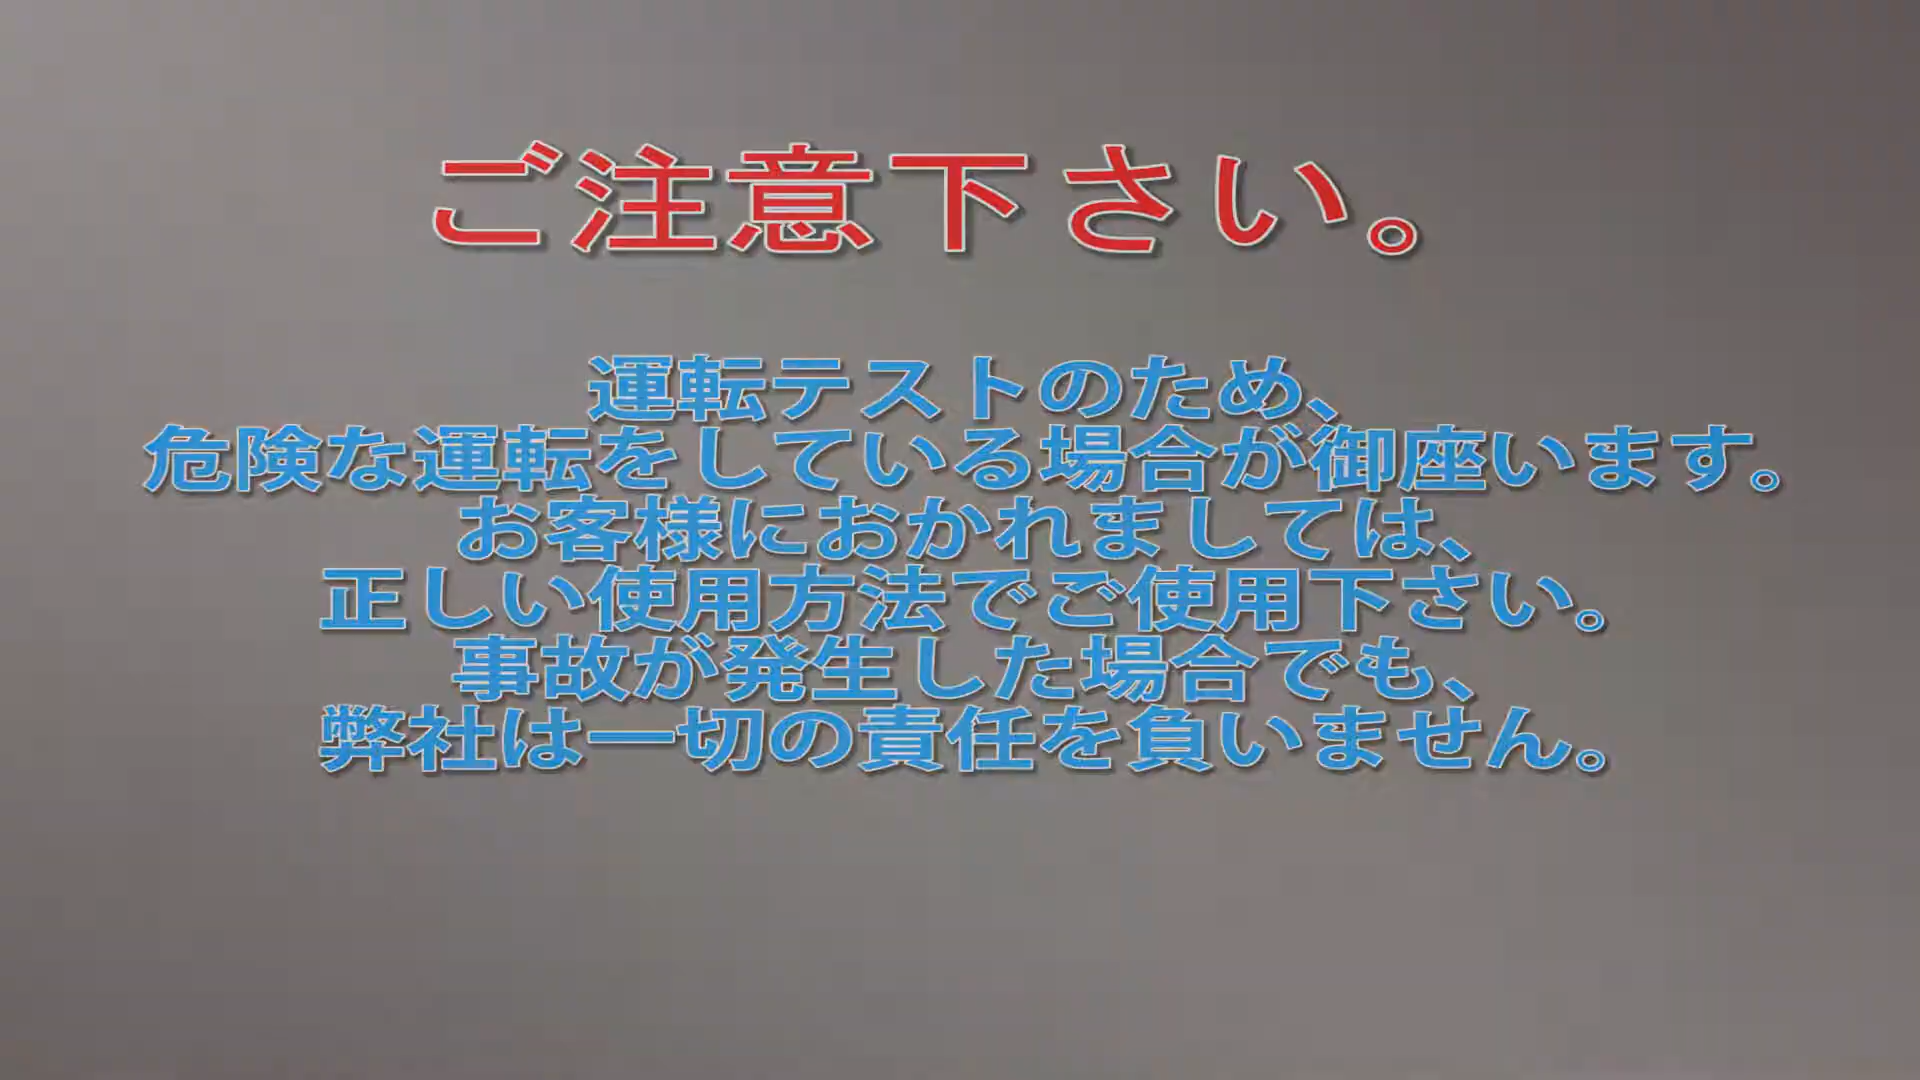 ご注意下さい。
運転テストのため、
危険な運転をしている場合が御座います。
お客様におかれましては、
正しい使用方法でご使用下さい。
事故が発生した場合でも、
弊社は一切の責任を負いません。